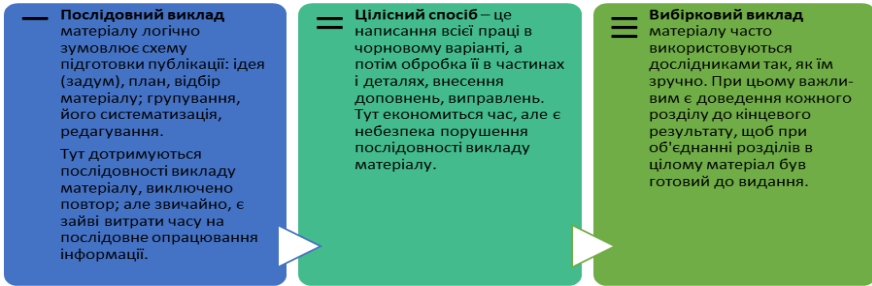 Послідовний виклад
матеріалу логічно
зумовлює схему
підготовки публікації: ідея
(задум), план, відбір
матеріалу; групування,
його систематизація,
редагування.
Тут дотримуються
послідовності викладу
матеріалу, виключено
повтор; але звичайно, є
зайві витрати часу на
послідовне опрацювання
інформації.
Цілісний спосіб – це
написання всієї праці в
чорновому варіанті, а
потім обробка її в частинах
і деталях, внесення
доповнень, виправлень.
Тут економиться час, але є
небезпека порушення
послідовності викладу
матеріалу.
Вибірковий виклад
матеріалу часто
використовуються
дослідниками так, як їм
зручно. При цьому важли-
вим є доведення кожного
розділу до кінцевого
результату, щоб при
об'єднанні розділів в
цілому матеріал був
готовий до видання.